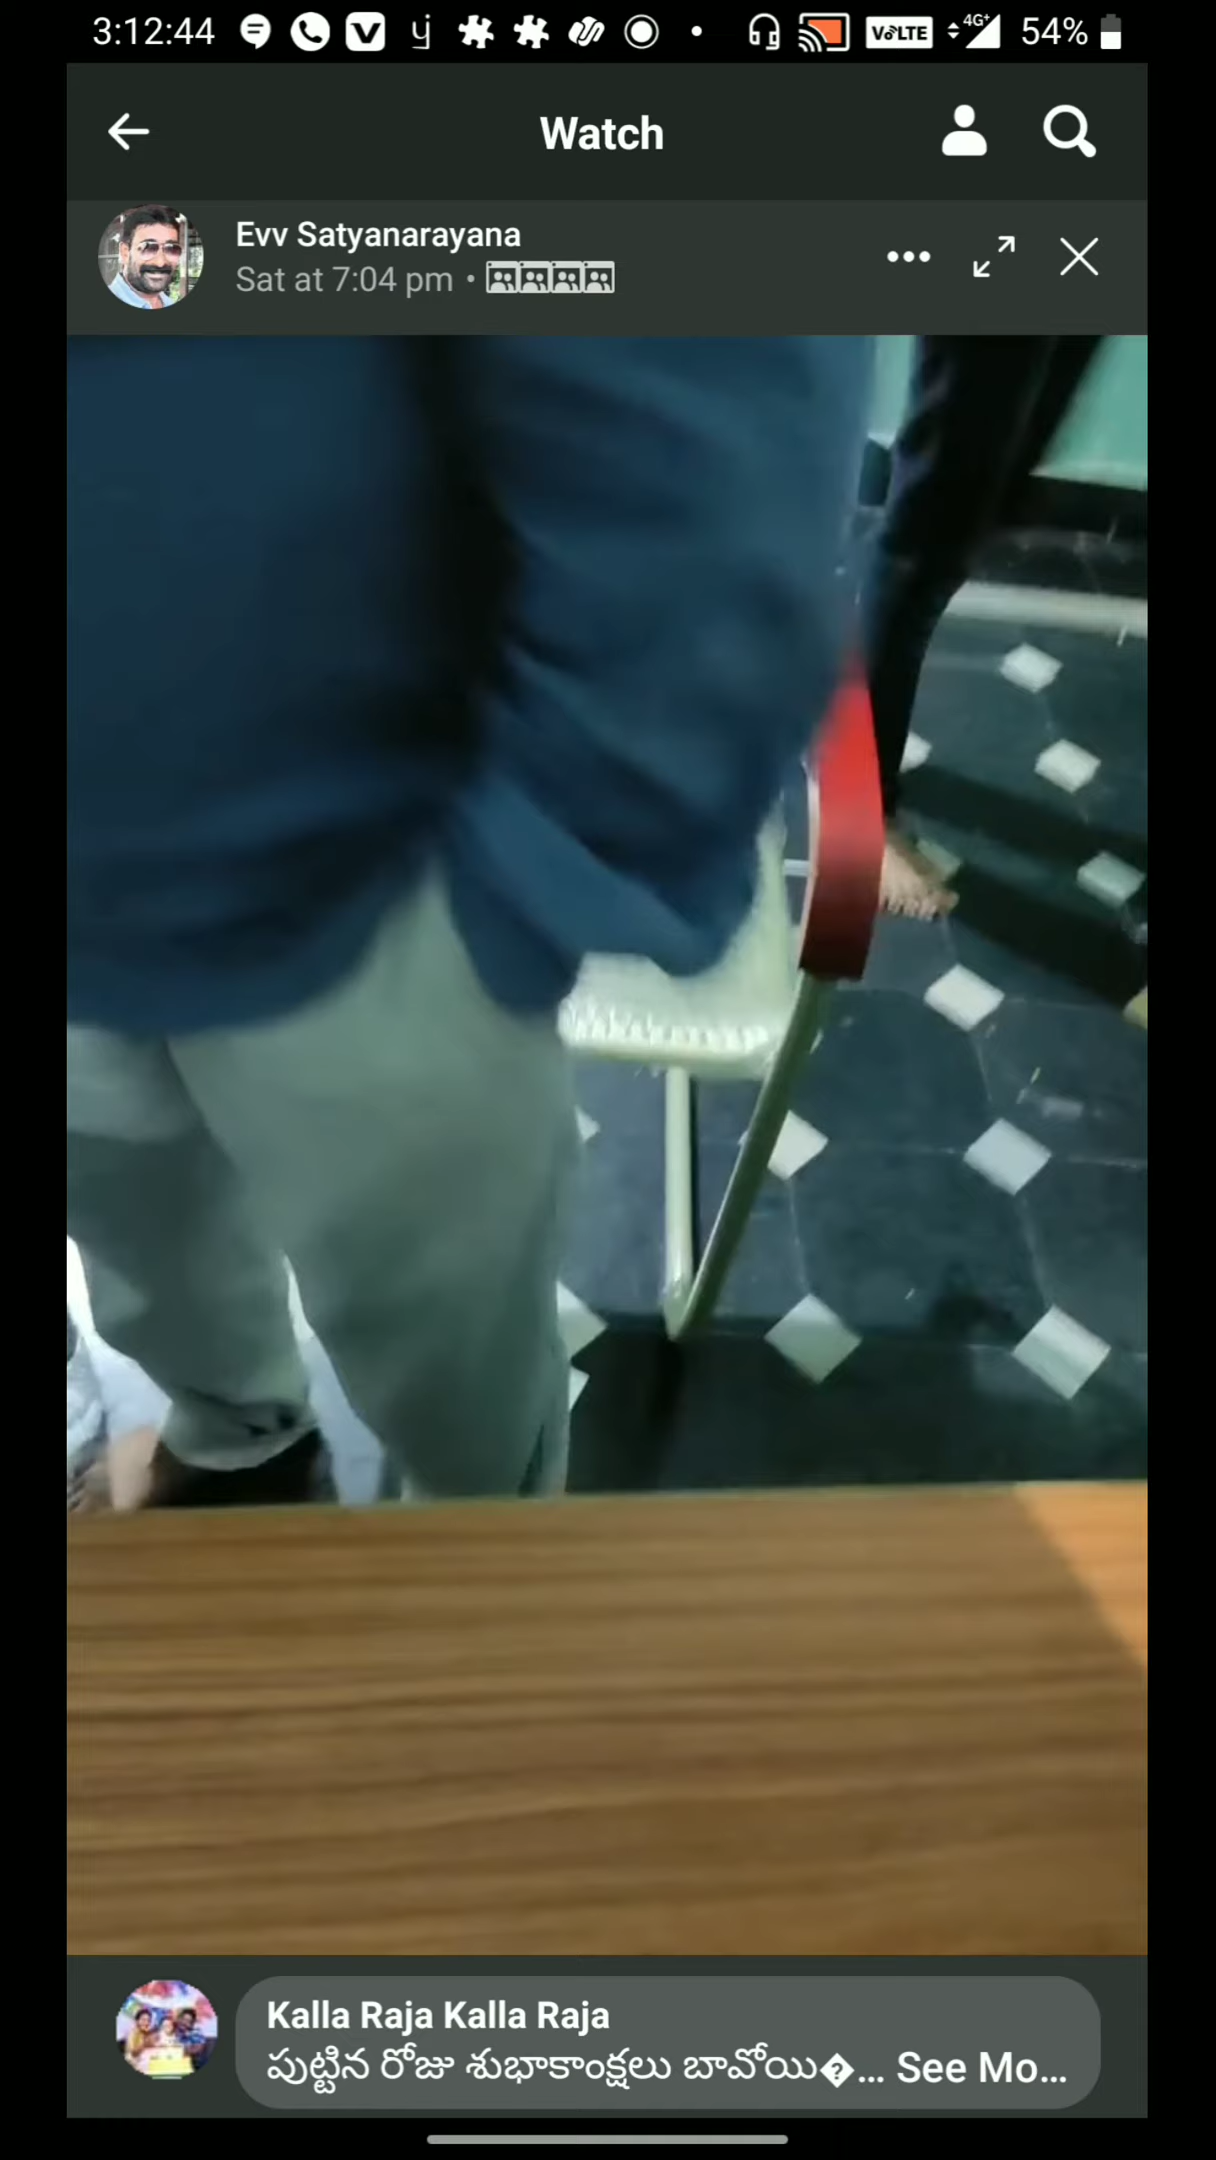 3:12:44 VoLTE 4G+ 54%
Watch
Evv Satyanarayana
Sat at 7:04 pm •
Kalla Raja Kalla Raja
పుట్టిన రోజు శుభాకాంక్షలు బావోయి�... See Mo...